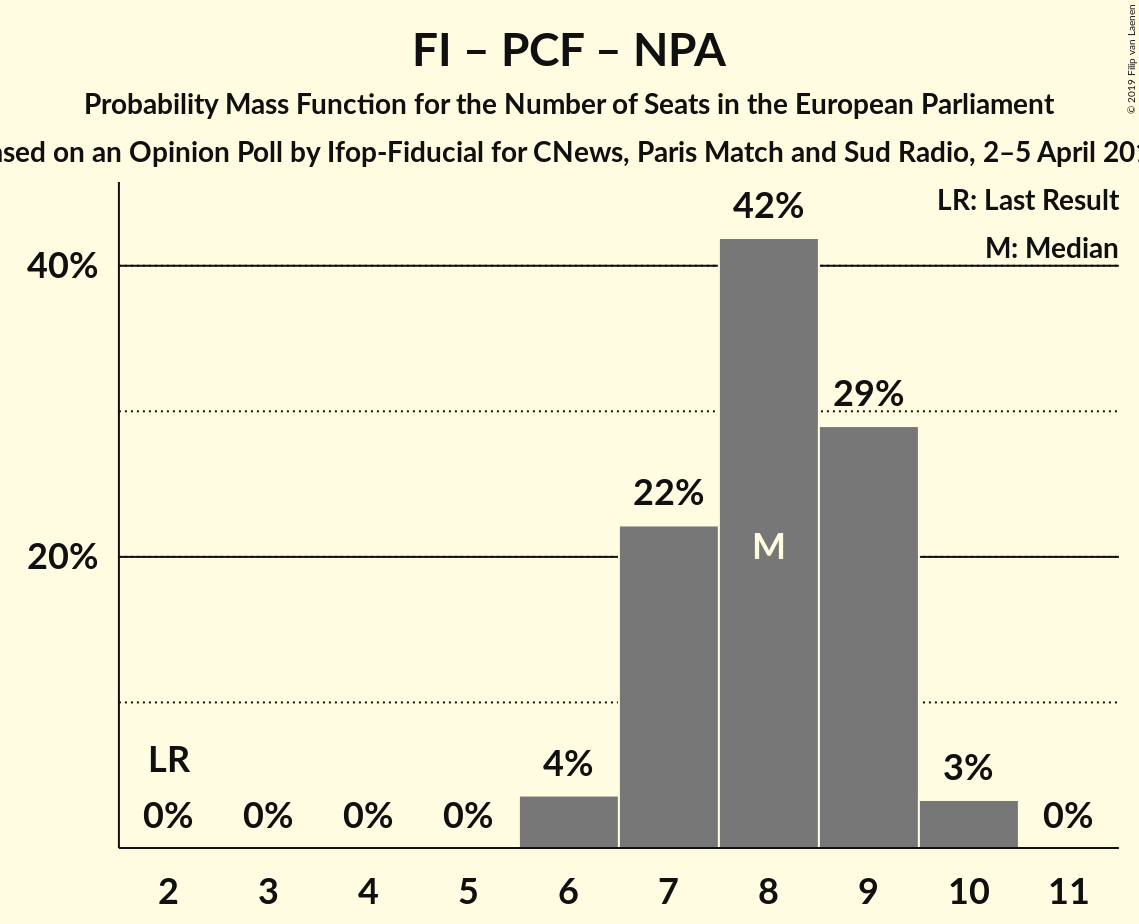 FI – PCF – NPA
Probability Mass Function for the Number of Seats in the European Parliament
on an Opinion Poll by Ifop-Fiducial for CNews, Paris Match and Sud Radio, 2–5 April
© 2019 Filip van Laenen
LR: Last Result
M: Median
40%
20%
42%
29%
22%
M
LR
4%
3%
0%
0%
0%
0%
0%
2 3 4 5 6 7 8 9 10 11